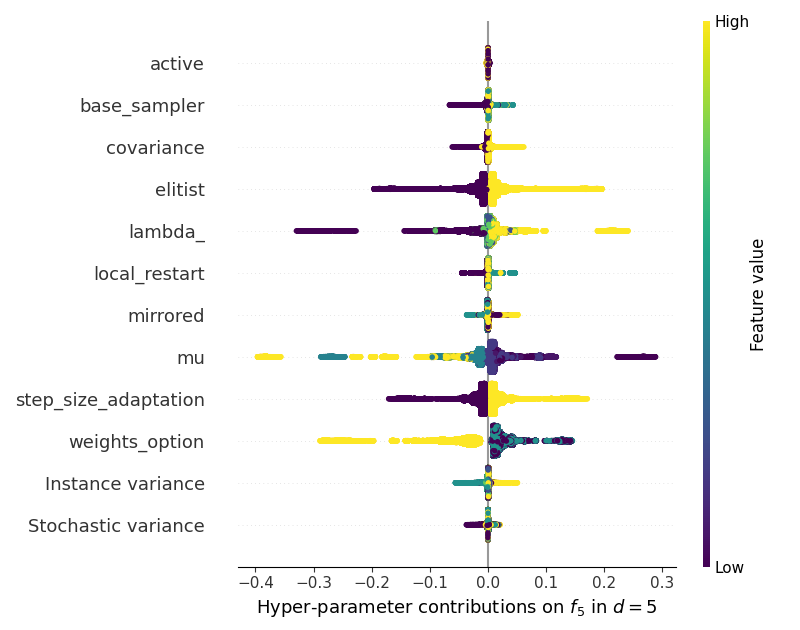 High
active
base_sampler
covariance
elitist
lambda_
local_restart
mirrored
mu
step_size_adaptation
weights_option
Instance variance
Stochastic variance
Feature value
Low
−0.4 −0.3 −0.2 −0.1 0.0 0.1 0.2 0.3
Hyper-parameter contributions on f₅ in d = 5